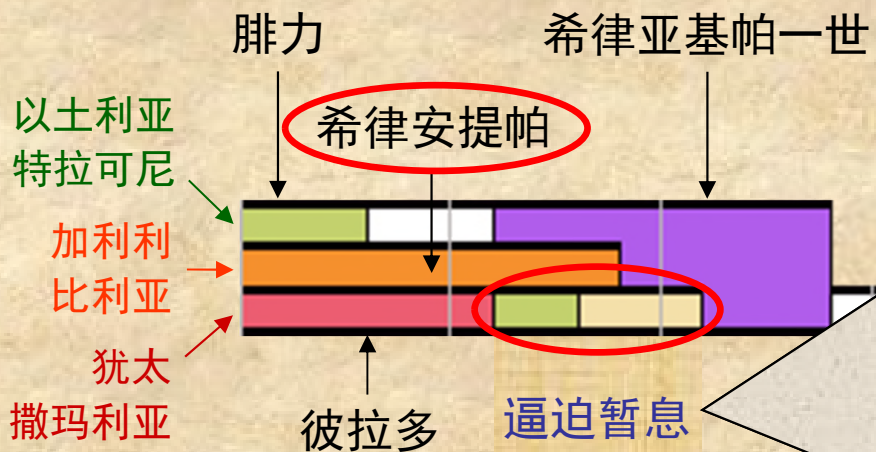 腓力
希律亚基帕一世
希律安提帕
以土利亚
特拉可尼
加利利
比利亚
犹太
撒玛利亚
彼拉多
逼迫暂息